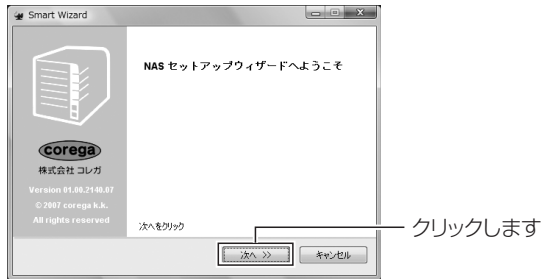 Smart Wizard
NAS セットアップウィザードへようこそ
corega
株式会社 コレガ
Version 01.00.2148.07
© 2007 corega k.k.
All rights reserved
次へをクリック
次へ >>
キャンセル
クリックします